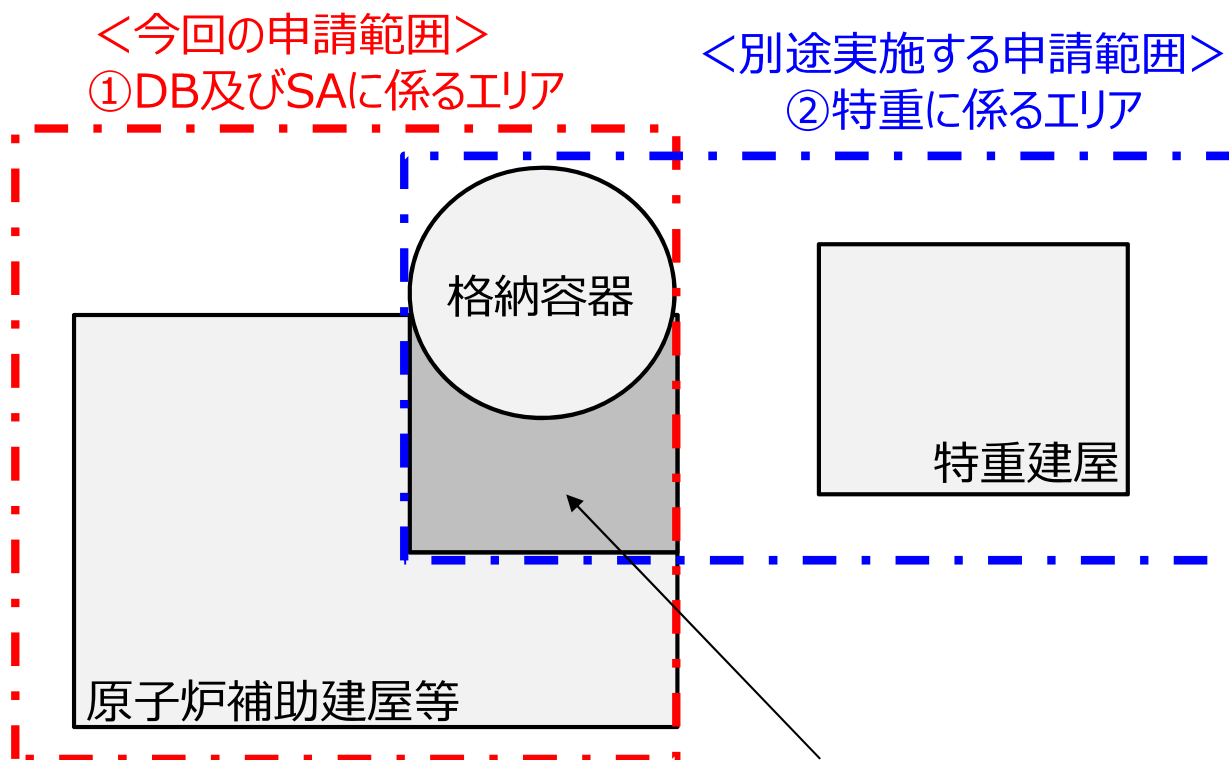 ＜今回の申請範囲＞
①DB及びSAに係るエリア
＜別途実施する申請範囲＞
②特重に係るエリア
格納容器
特重建屋
原子炉補助建屋等